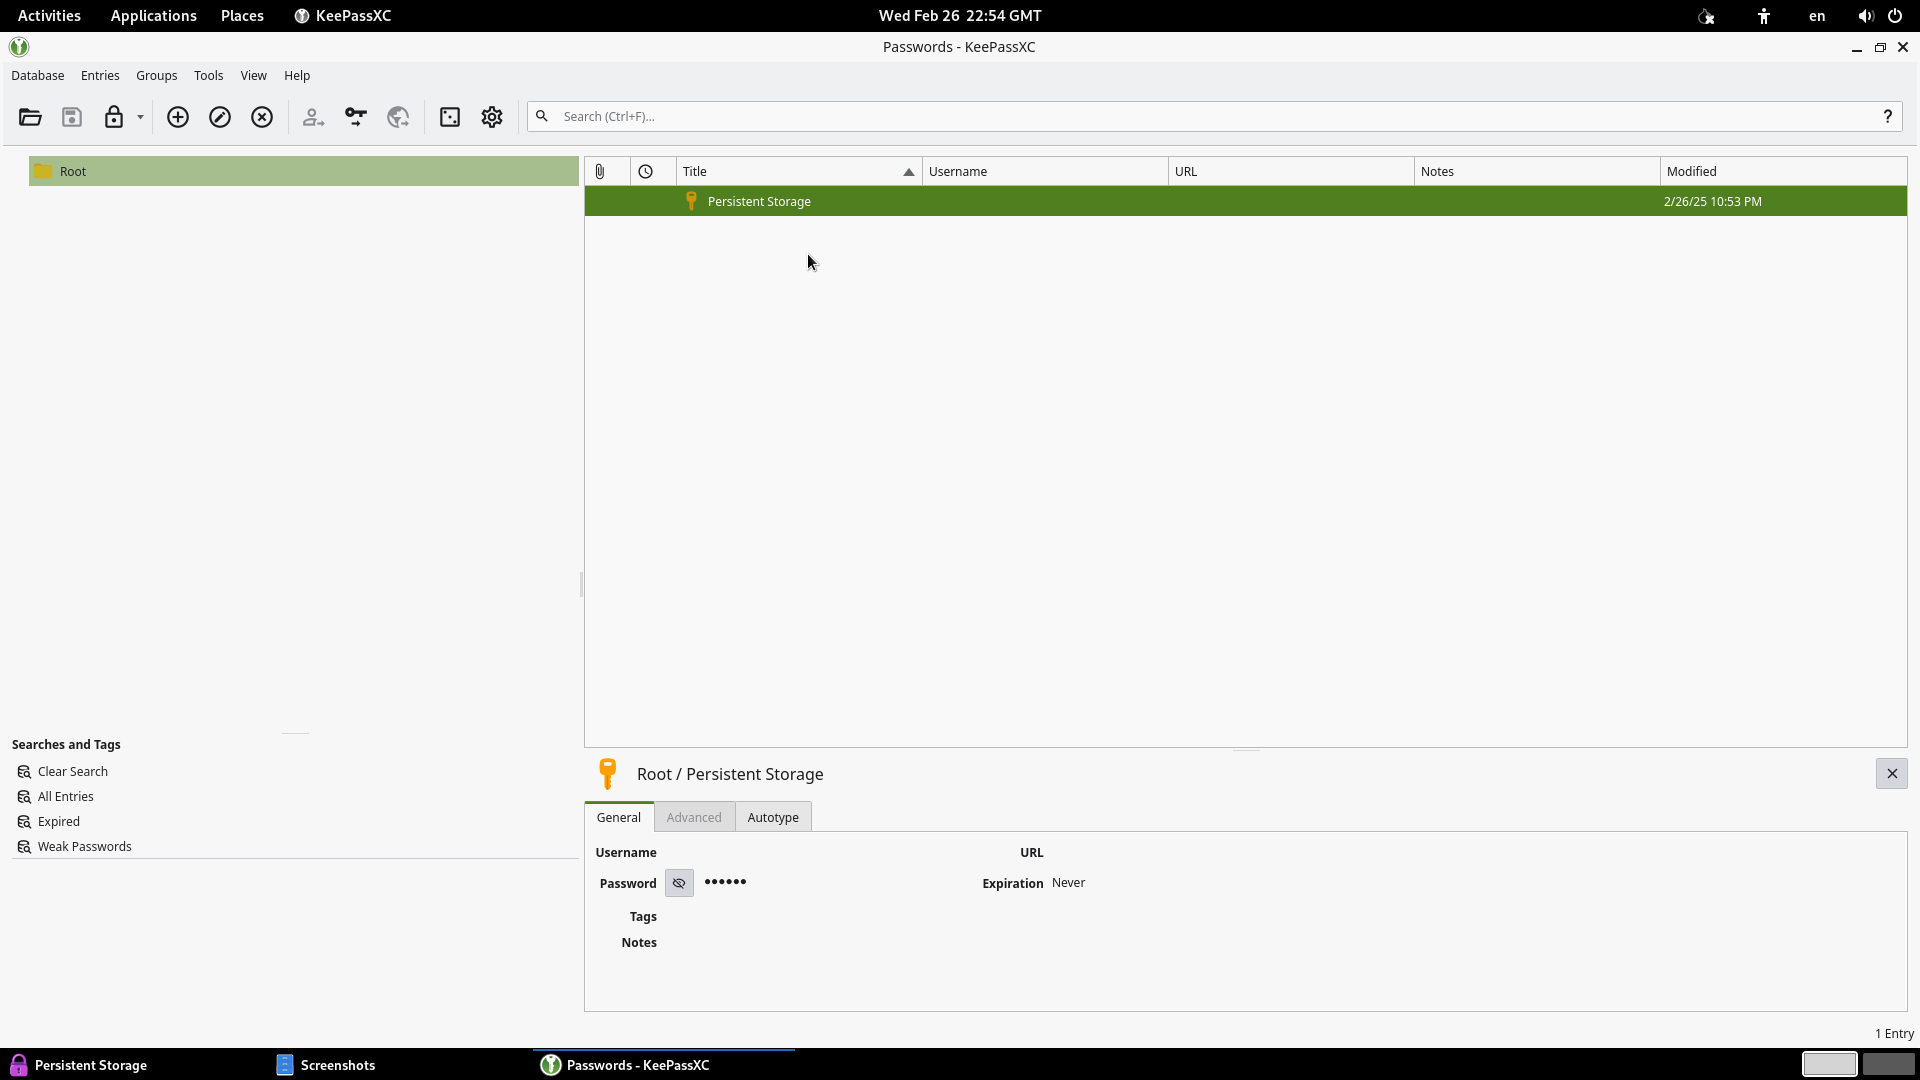 Activities Applications Places KeePassXC Wed Feb 26 22:54 GMT en
Passwords - KeePassXC
Database Entries Groups Tools View Help
Search (Ctrl+F)... ?
Root
Title Username URL Notes Modified
Persistent Storage 2/26/25 10:53 PM
Searches and Tags
Clear Search
All Entries
Expired
Weak Passwords
Root / Persistent Storage
General Advanced Autotype
Username URL
Password •••••• Expiration Never
Tags
Notes
1 Entry
Persistent Storage Screenshots Passwords - KeePassXC